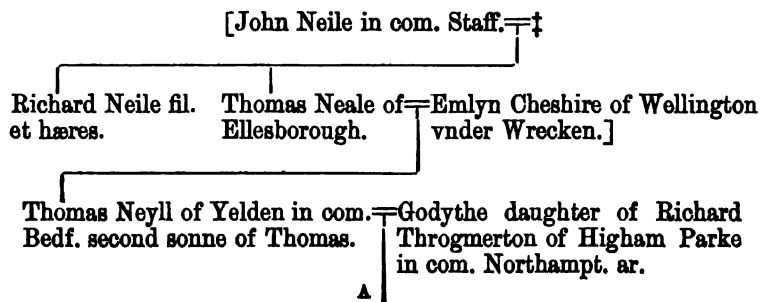 [John Neile in com. Staff.╤‡
Richard Neile fil. Thomas Neale of╤Emlyn Cheshire of Wellington
et hæres. Ellesborough. vnder Wrecken.]
Thomas Neyll of Yelden in com.╤Godythe daughter of Richard
Bedf. second sonne of Thomas. Throgmerton of Higham Parke
in com. Northampt. ar.
A